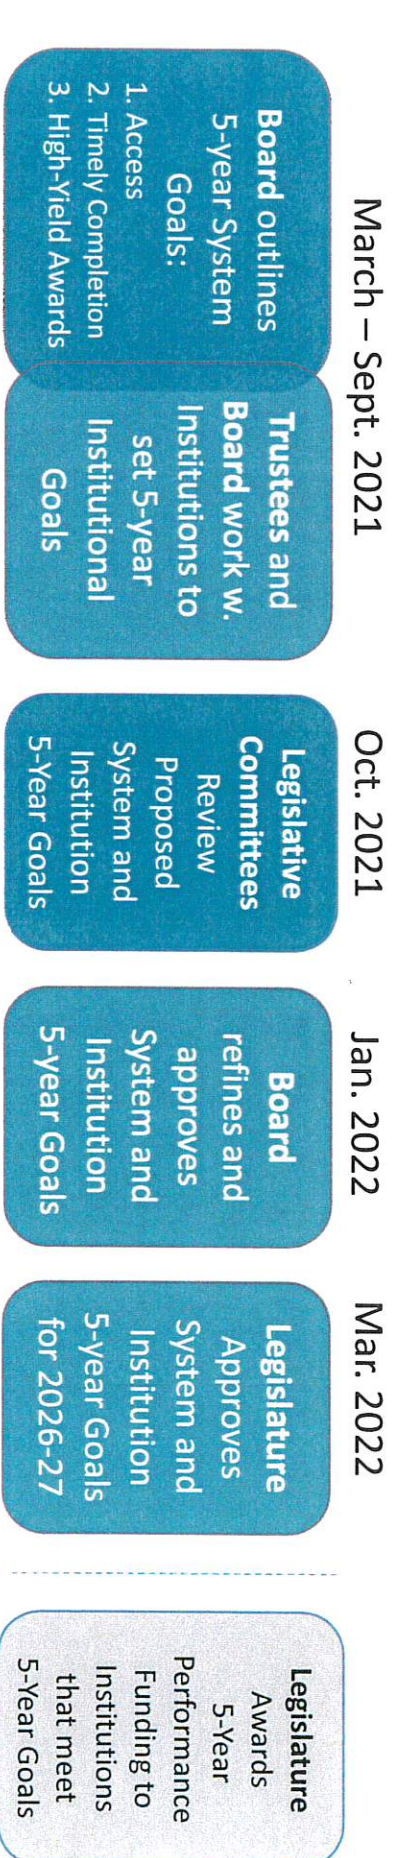 March – Sept. 2021
Board outlines
5-year System
Goals:
1. Access
2. Timely Completion
3. High-Yield Awards
Trustees and
Board work w.
Institutions to
set 5-year
Institutional
Goals
Oct. 2021
Legislative
Committees
Review
Proposed
System and
Institution
5-Year Goals
Jan. 2022
Board
refines and
approves
System and
Institution
5-year Goals
Mar. 2022
Legislature
Approves
System and
Institution
5-year Goals
for 2026-27
Legislature
Awards
5-Year
Performance
Funding to
Institutions
that meet
5-Year Goals